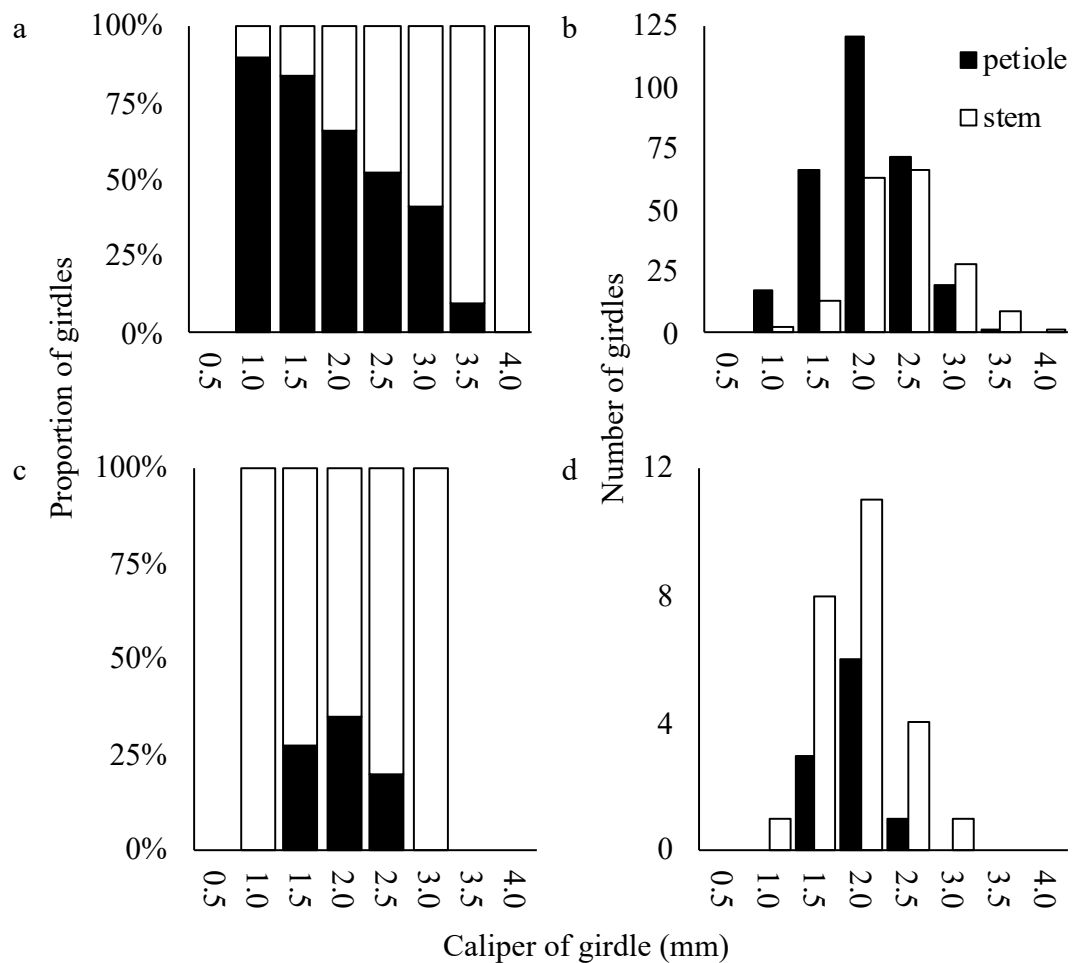 a
100%
75%
50%
25%
0%
0.5 1.0 1.5 2.0 2.5 3.0 3.5 4.0
b
125
100
75
50
25
0
petiole
stem
0.5 1.0 1.5 2.0 2.5 3.0 3.5 4.0
Proportion of girdles
Number of girdles
c
100%
75%
50%
25%
0%
0.5 1.0 1.5 2.0 2.5 3.0 3.5 4.0
d
12
8
4
0
0.5 1.0 1.5 2.0 2.5 3.0 3.5 4.0
Caliper of girdle (mm)